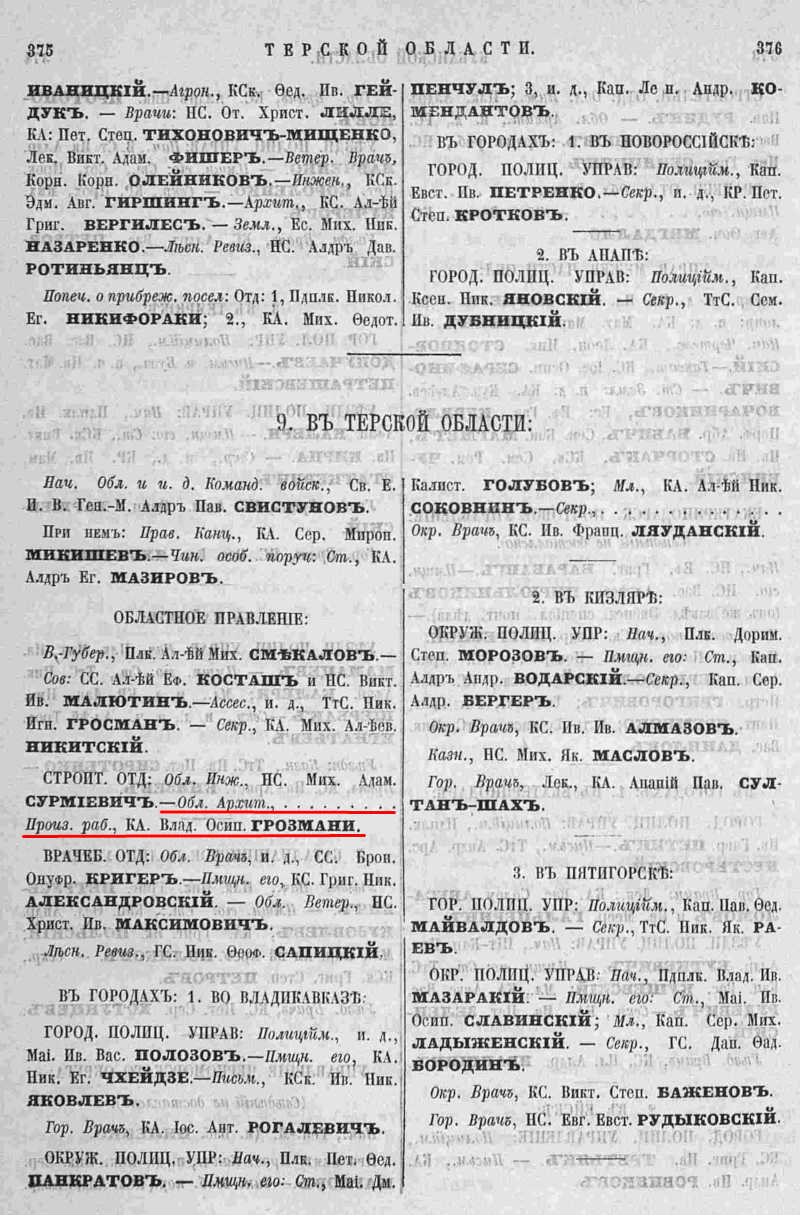 375
ТЕРСКОЙ ОБЛАСТИ.
376
ИВАНИЦКІЙ.—Агрон., КСк. Ѳед. Ив. ГЕЙ-
ДУКЪ. — Врачи: НС. От. Христ. ЛИЛЛЕ,
КА: Пет. Степ. ТИХОНОВИЧЪ-МИЩЕНКО,
Лек. Викт. Адам. ФИШЕРЪ.—Ветер. Врачъ,
Корн. Корн. ОЛЕЙНИКОВЪ.—Инжен., КСк.
Эдм. Авг. ГИРШИНГЪ.—Архит., КС. Ал-ѣй
Григ. ВЕРГИЛЕСЪ. — Земл., Ес. Мих. Ник.
НАЗАРЕНКО.—Лѣсн. Ревиз., НС. Алдръ Дав.
РОТИНЬЯНЦЪ.
Попеч. о прибреж. посел: Отд: 1, Пдплк. Никол.
Ег. НИКИФОРАКИ; 2., КА. Мих. Ѳедот.
ПЕНЧУЛЪ; 3, и. д., Кап. Ле н. Андр. КО-
МЕНДАНТОВЪ.
ВЪ ГОРОДАХЪ: 1. ВЪ НОВОРОССІЙСКѢ:
ГОРОД. ПОЛИЦ. УПРАВ: Полиційм., Кап.
Евст. Ив. ПЕТРЕНКО.—Секр., и. д., КР. Пет.
Степ. КРОТКОВЪ.
2. ВЪ АНАПѢ:
ГОРОД. ПОЛИЦ. УПРАВ: Полиційм., Кап.
Ксен. Ник. ЯНОВСКІЙ. — Секр., ТтС. Сем.
Ив. ДУБНИЦКІЙ.
9. ВЪ ТЕРСКОЙ ОБЛАСТИ:
Нач. Обл. и и. д. Команд. войск., Св. Е.
И. В. Ген.-М. Алдръ Пав. СВИСТУНОВЪ.
При немъ: Прав. Канц., КА. Сер. Мирон.
МИКИШЕВЪ.—Чин. особ. поруч: Ст., КА.
Алдръ Ег. МАЗИРОВЪ.
ОБЛАСТНОЕ ПРАВЛЕНІЕ:
В.-Губер., Плк. Ал-ѣй Мих. СМѢКАЛОВЪ.—
Сов: СС. Ал-ѣй Еф. КОСТАШЪ и НС. Викт.
Ив. МАЛЮТИНЪ.—Ассес., и. д., ТтС. Ник.
Игн. ГРОСМАНЪ. — Секр., КА. Мих. Ал-ѣев.
НИКИТСКІЙ.
СТРОИТ. ОТД: Обл. Инж., НС. Мих. Адам.
СУРМІЕВИЧЪ.—Обл. Архит., . . . . . . . .
Произ. раб., КА. Влад. Осип. ГРОЗМАНИ.
ВРАЧЕБ. ОТД: Обл. Врачъ, и. д., СС. Брон.
Онуфр. КРИГЕРЪ.—Пмщн. его, КС. Григ. Ник.
АЛЕКСАНДРОВСКІЙ. — Обл. Ветер., НС.
Христ. Ив. МАКСИМОВИЧЪ.
Лѣсн. Ревиз., ГС. Ник. Ѳеоф. САПИЦКІЙ.
ВЪ ГОРОДАХЪ: 1. ВО ВЛАДИКАВКАЗѢ:
ГОРОД. ПОЛИЦ. УПРАВ: Полиційм., и. д.,
Маі. Ив. Вас. ПОЛОЗОВЪ.—Пмщн. его, КА.
Ник. Ег. ЧХЕЙДЗЕ.—Письм., КСк. Ив. Ник.
ЯКОВЛЕВЪ.
Гор. Врачъ, КА. Іос. Ант. РОГАЛЕВИЧЪ.
ОКРУЖ. ПОЛИЦ. УПР: Нач., Плк. Пет. Ѳед.
ПАНКРАТОВЪ. — Пмщн. его: Ст., Маі. Дм.
Калист. ГОЛУБОВЪ; Мл., КА. Ал-ѣй Ник.
СОКОВНИНЪ.—Секр., . . . . . . . . . . . .
Окр. Врачъ, КС. Ив. Франц. ЛЯУДАНСКІЙ.
2. ВЪ КИЗЛЯРѢ:
ОКРУЖ. ПОЛИЦ. УПР: Нач., Плк. Дорим.
Степ. МОРОЗОВЪ. — Пмщн. его: Ст., Кап.
Алдръ Андр. ВОДАРСКІЙ.—Секр., Кап. Сер.
Алдр. БЕРГЕРЪ.
Окр. Врачъ, КС. Ив. Ив. АЛМАЗОВЪ.
Казн., НС. Мих. Як. МАСЛОВЪ.
Гор. Врачъ, Лек., КА. Ананій Пав. СУЛ-
ТАНЪ-ШАХЪ.
3. ВЪ ПЯТИГОРСКѢ:
ГОР. ПОЛИЦ. УПР: Полиційм., Кап. Пав. Ѳед.
МАЙВАЛДОВЪ. — Секр., ТтС. Ник. Як. РА-
ЕВЪ.
ОКР. ПОЛИЦ. УПРАВ: Нач., Пдплк. Влад. Ив.
МАЗАРАКІЙ. — Пмщн. его: Ст., Маі. Ив.
Осип. СЛАВИНСКІЙ; Мл., Кап. Сер. Мих.
ЛАДЫЖЕНСКІЙ. — Секр., ГС. Дан. Ѳад.
БОРОДИНЪ.
Окр. Врачъ, КС. Викт. Степ. БАЖЕНОВЪ.
Гор. Врачъ, НС. Евг. Евст. РУДЫКОВСКІЙ.